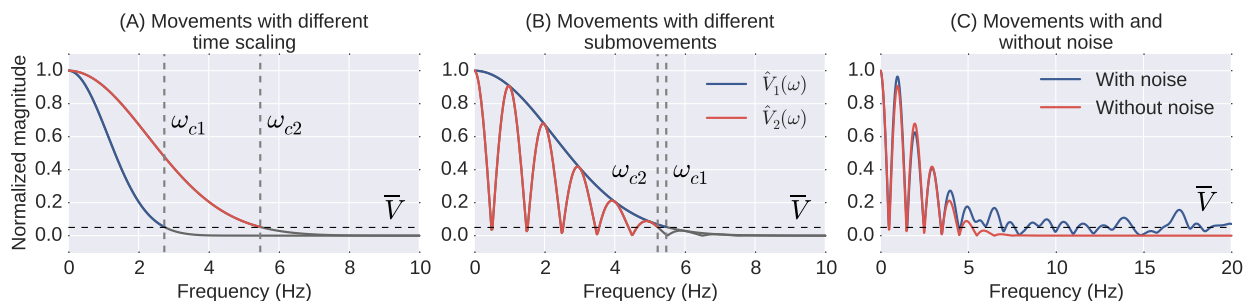 (A) Movements with different
time scaling
Normalized magnitude
1.0
0.8
0.6
0.4
0.2
0.0
ω_c1
ω_c2
V̅
0 2 4 6 8 10
Frequency (Hz)
(B) Movements with different
submovements
1.0
0.8
0.6
0.4
0.2
0.0
V̂₁(ω)
V̂₂(ω)
ω_c2
ω_c1
V̅
0 2 4 6 8 10
Frequency (Hz)
(C) Movements with and
without noise
1.0
0.8
0.6
0.4
0.2
0.0
With noise
Without noise
V̅
0 5 10 15 20
Frequency (Hz)